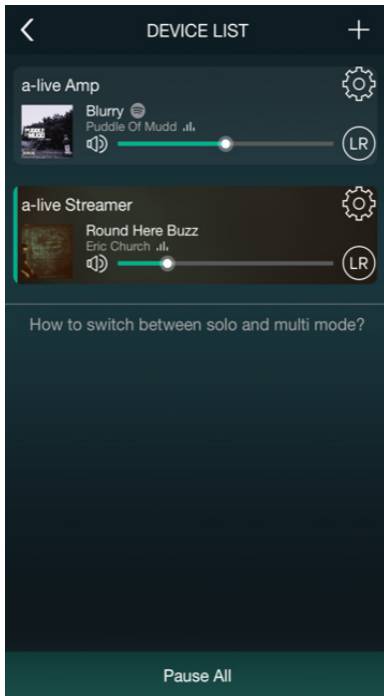 DEVICE LIST
a-live Amp
Blurry
Puddle Of Mudd
LR
a-live Streamer
Round Here Buzz
Eric Church
LR
How to switch between solo and multi mode?
Pause All